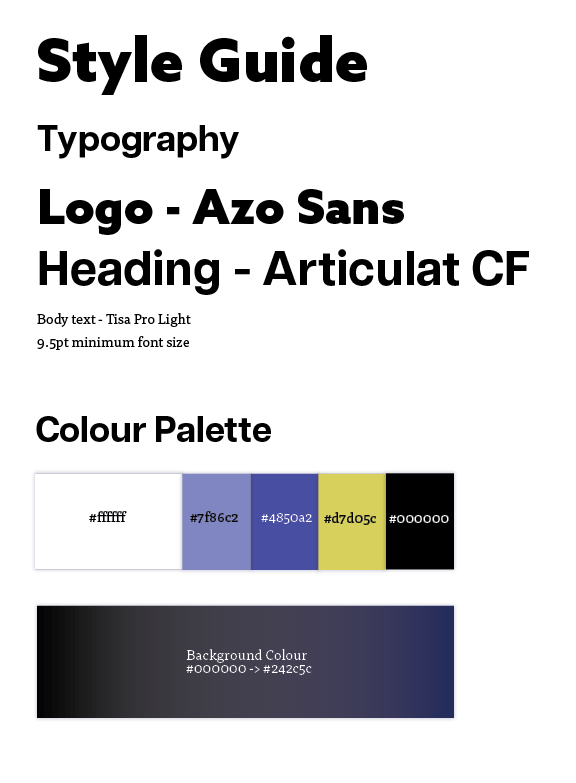 Style Guide
Typography
Logo - Azo Sans
Heading - Articulat CF
Body text - Tisa Pro Light
9.5pt minimum font size
Colour Palette
#ffffff
#7f86c2
#4850a2
#d7d05c
#000000
Background Colour
#000000 -> #242c5c